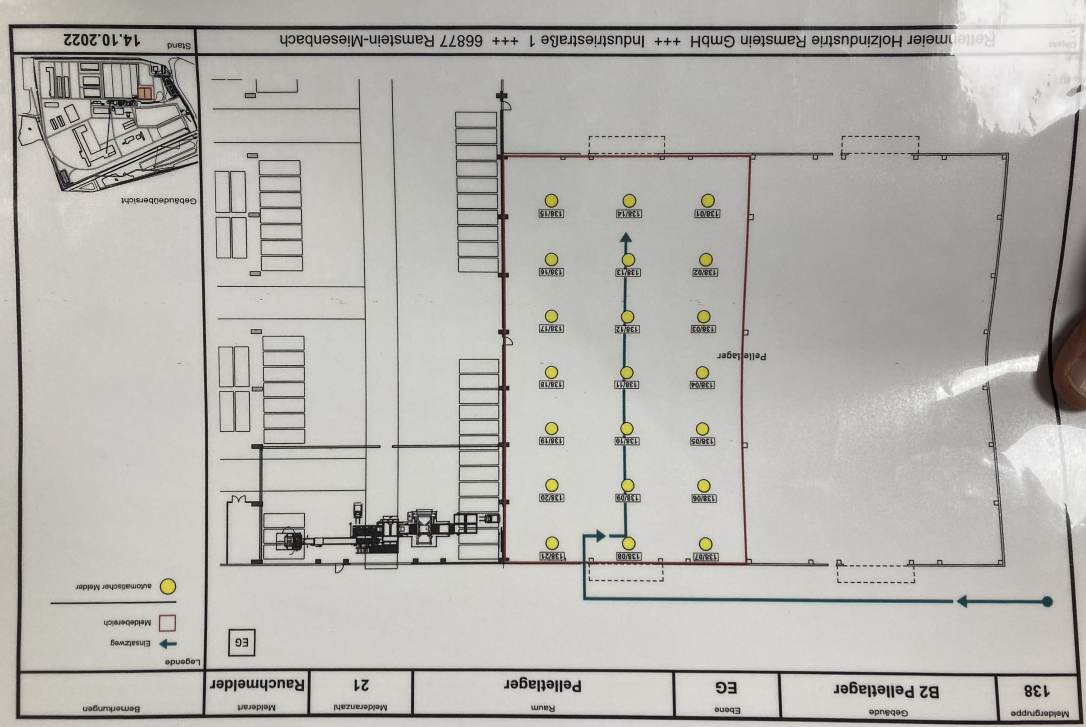 Meldergruppe
138
Gebäude
B2 Pelletlager
Ebene
EG
Raum
Pelletlager
Melderanzahl
21
Melderart
Rauchmelder
Bemerkungen
EG
Legende
Einsatzweg
Meldebereich
automatischer Melder
138/07 138/08 138/21
138/06 138/09 138/20
138/05 138/10 138/19
138/04 138/11 138/18
Pelletlager
138/03 138/12 138/17
138/02 138/13 138/16
138/01 138/14 138/15
Gebäudeübersicht
Objekt
Rettenmeier Holzindustrie Ramstein GmbH +++ Industriestraße 1 +++ 66877 Ramstein-Miesenbach
Stand
14.10.2022